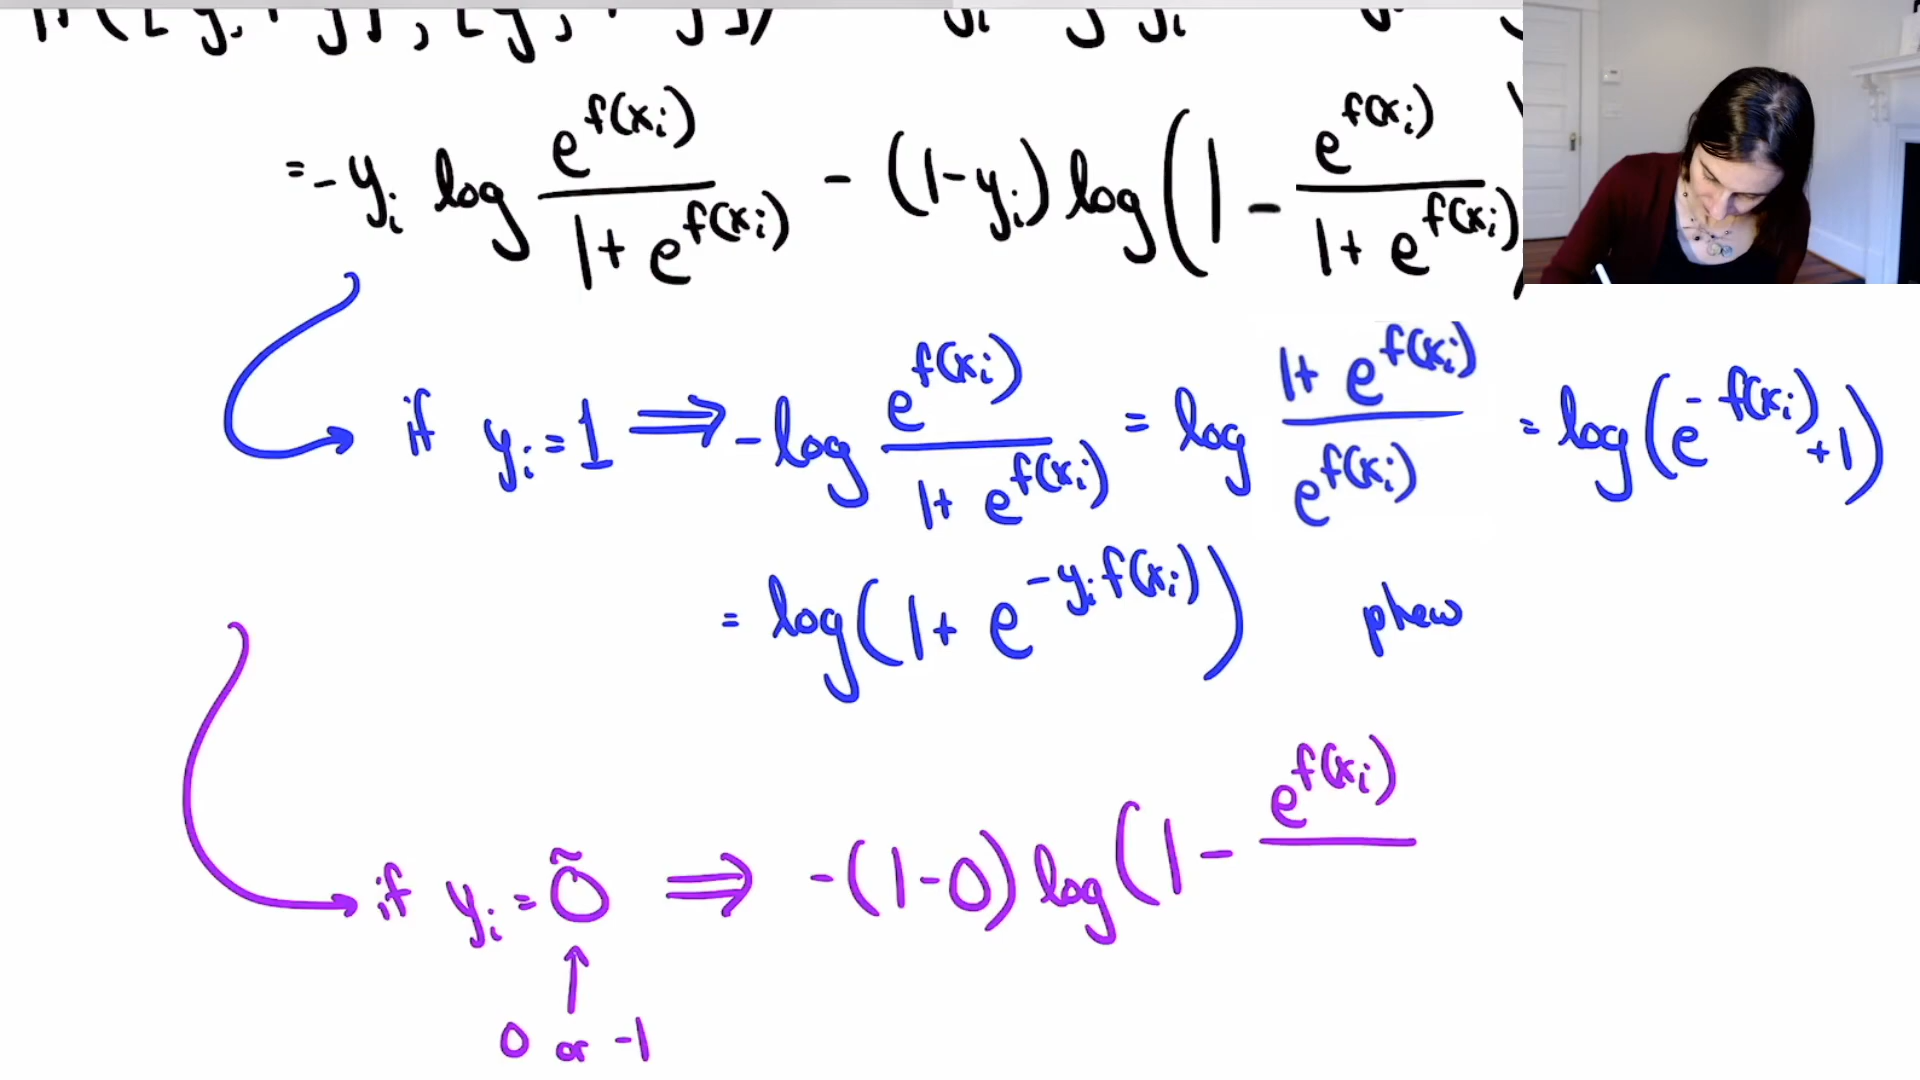 = - yᵢ log e^{f(xᵢ)} / (1 + e^{f(xᵢ)}) - (1 - yᵢ) log ( 1 - e^{f(xᵢ)} / (1 + e^{f(xᵢ)})
if yᵢ = 1 ⟹ - log e^{f(xᵢ)} / (1 + e^{f(xᵢ)}) = log (1 + e^{f(xᵢ)}) / e^{f(xᵢ)} = log ( e^{-f(xᵢ)} + 1 )
= log ( 1 + e^{-yᵢ f(xᵢ)} ) phew
if yᵢ = 0̃ ⟹ - (1 - 0) log ( 1 - e^{f(xᵢ)}
0 or -1